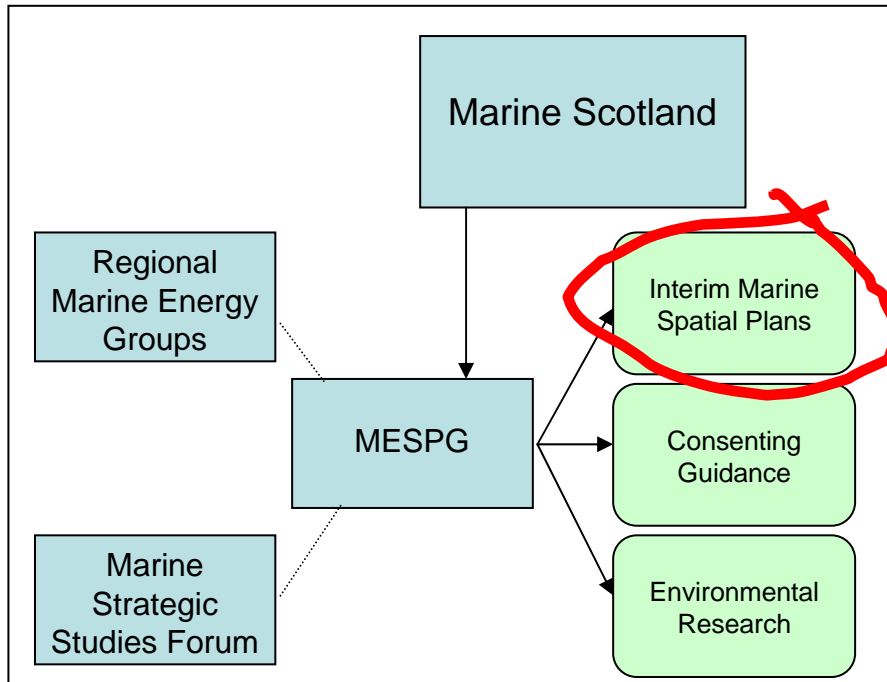 Marine Scotland
Regional
Marine Energy
Groups
Interim Marine
Spatial Plans
MESPG
Consenting
Guidance
Marine
Strategic
Studies Forum
Environmental
Research